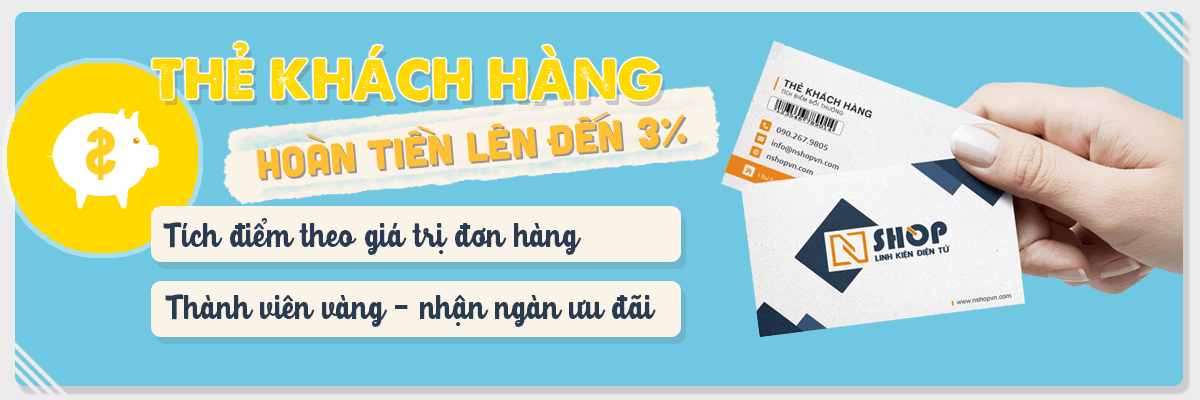 THẺ KHÁCH HÀNG
HOÀN TIỀN LÊN ĐẾN 3%
Tích điểm theo giá trị đơn hàng
Thành viên vàng - nhận ngàn ưu đãi
THẺ KHÁCH HÀNG
TÍCH ĐIỂM BỒI THƯỞNG
090.267.9805
info@nshopvn.com
nshopvn.com
N SHOP
LINH KIỆN ĐIỆN TỬ
www.nshopvn.com